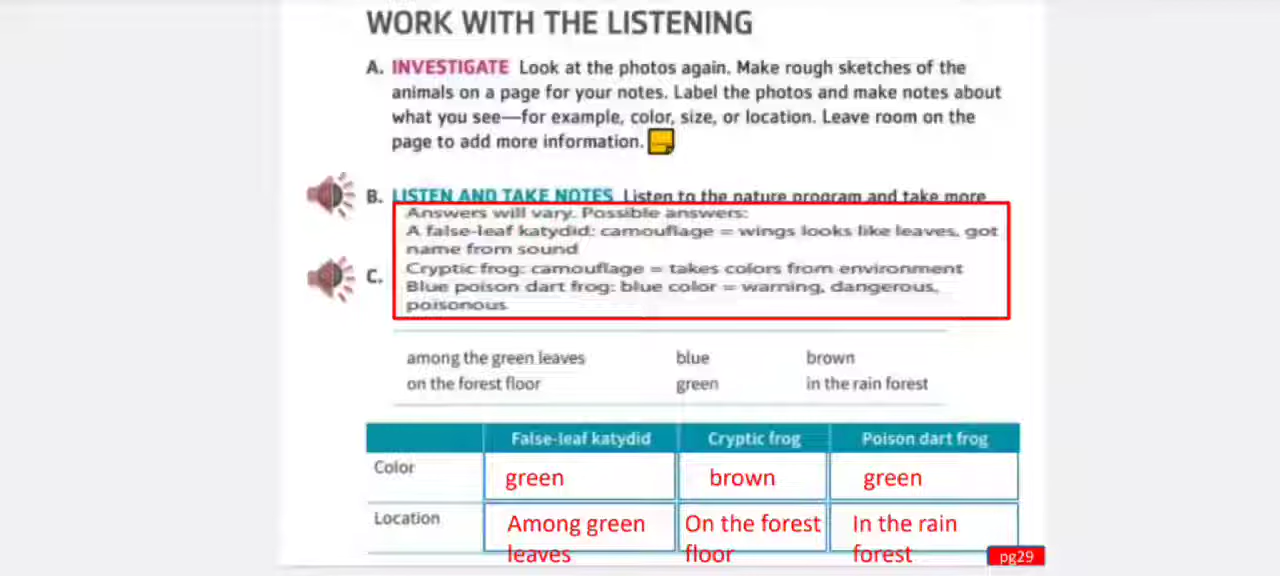 WORK WITH THE LISTENING
A. INVESTIGATE Look at the photos again. Make rough sketches of the
animals on a page for your notes. Label the photos and make notes about
what you see—for example, color, size, or location. Leave room on the
page to add more information.
B. LISTEN AND TAKE NOTES Listen to the nature program and take more
Answers will vary. Possible answers:
A false-leaf katydid: camouflage = wings looks like leaves, got
name from sound
Cryptic frog: camouflage = takes colors from environment
C.
Blue poison dart frog: blue color = warning, dangerous,
poisonous
among the green leaves blue brown
on the forest floor green in the rain forest
False-leaf katydid Cryptic frog Poison dart frog
Color green brown green
Location Among green leaves On the forest floor In the rain forest
pg29